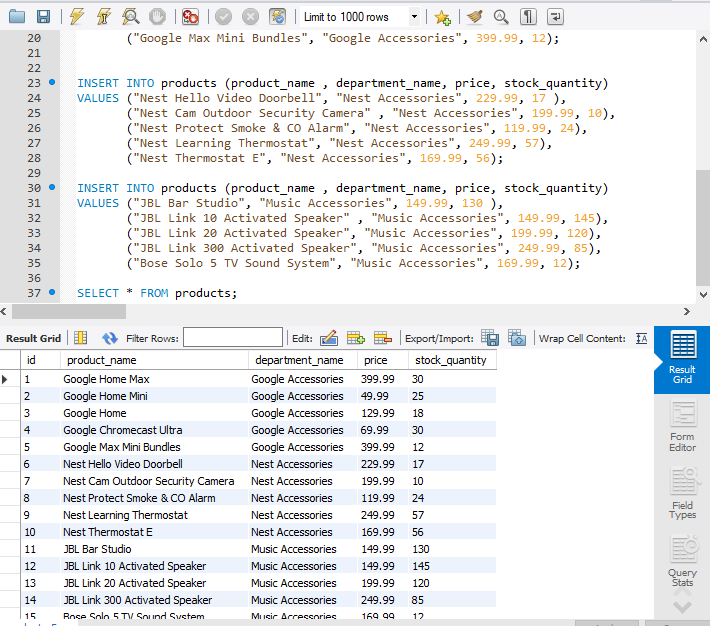 Limit to 1000 rows
20 ("Google Max Mini Bundles", "Google Accessories", 399.99, 12);
21
22
23 INSERT INTO products (product_name , department_name, price, stock_quantity)
24 VALUES ("Nest Hello Video Doorbell", "Nest Accessories", 229.99, 17 ),
25 ("Nest Cam Outdoor Security Camera" , "Nest Accessories", 199.99, 10),
26 ("Nest Protect Smoke & CO Alarm", "Nest Accessories", 119.99, 24),
27 ("Nest Learning Thermostat", "Nest Accessories", 249.99, 57),
28 ("Nest Thermostat E", "Nest Accessories", 169.99, 56);
29
30 INSERT INTO products (product_name , department_name, price, stock_quantity)
31 VALUES ("JBL Bar Studio", "Music Accessories", 149.99, 130 ),
32 ("JBL Link 10 Activated Speaker" , "Music Accessories", 149.99, 145),
33 ("JBL Link 20 Activated Speaker", "Music Accessories", 199.99, 120),
34 ("JBL Link 300 Activated Speaker", "Music Accessories", 249.99, 85),
35 ("Bose Solo 5 TV Sound System", "Music Accessories", 169.99, 12);
36
37 SELECT * FROM products;
Result Grid Filter Rows: Edit: Export/Import: Wrap Cell Content:
id product_name department_name price stock_quantity
1 Google Home Max Google Accessories 399.99 30
2 Google Home Mini Google Accessories 49.99 25
3 Google Home Google Accessories 129.99 18
4 Google Chromecast Ultra Google Accessories 69.99 30
5 Google Max Mini Bundles Google Accessories 399.99 12
6 Nest Hello Video Doorbell Nest Accessories 229.99 17
7 Nest Cam Outdoor Security Camera Nest Accessories 199.99 10
8 Nest Protect Smoke & CO Alarm Nest Accessories 119.99 24
9 Nest Learning Thermostat Nest Accessories 249.99 57
10 Nest Thermostat E Nest Accessories 169.99 56
11 JBL Bar Studio Music Accessories 149.99 130
12 JBL Link 10 Activated Speaker Music Accessories 149.99 145
13 JBL Link 20 Activated Speaker Music Accessories 199.99 120
14 JBL Link 300 Activated Speaker Music Accessories 249.99 85
15 Bose Solo 5 TV Sound System Music Accessories 169.99 12
Result
Grid
Form
Editor
Field
Types
Query
Stats